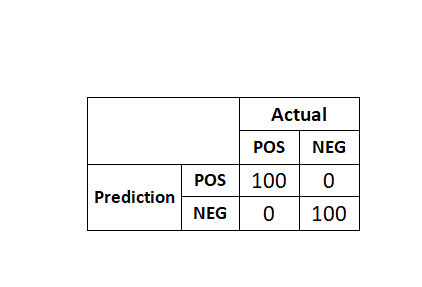 Actual
POS NEG
Prediction POS 100 0
NEG 0 100